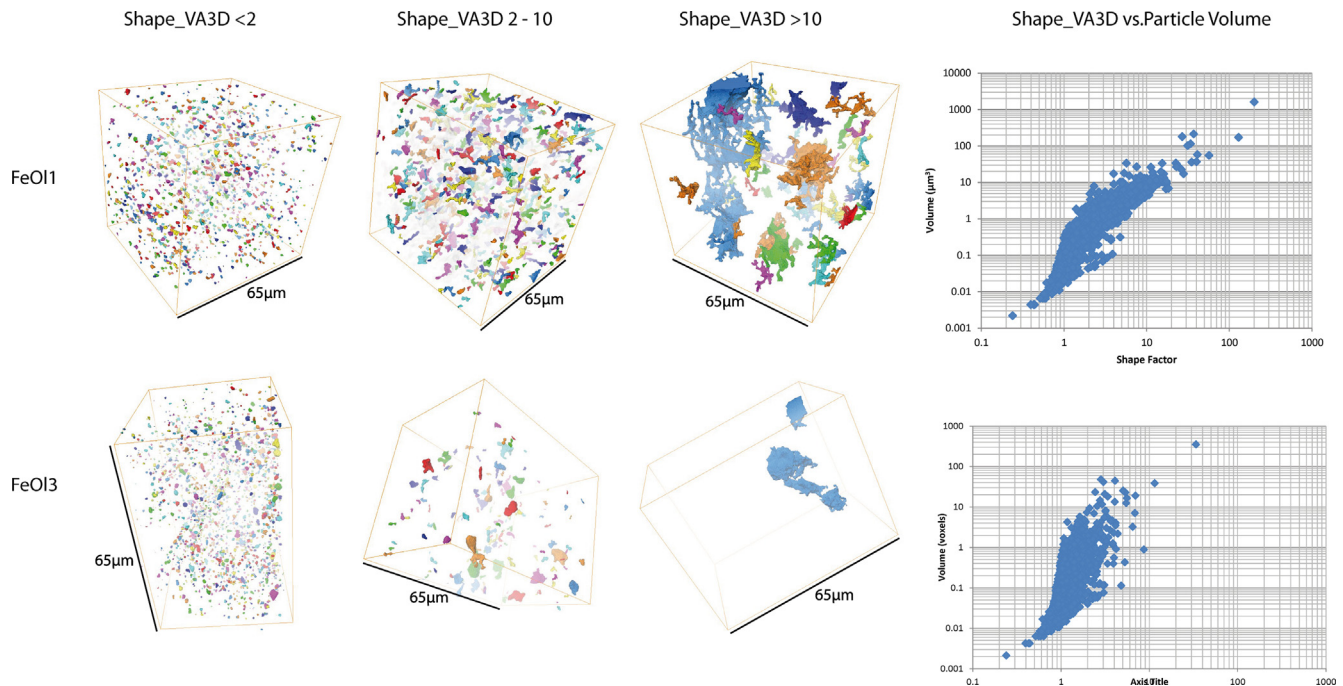 Shape_VA3D <2
Shape_VA3D 2 - 10
Shape_VA3D >10
Shape_VA3D vs.Particle Volume
FeOl1
65µm
65µm
65µm
10000
1000
100
10
1
0.1
0.01
0.001
Volume (µm³)
0.1
1
10
100
1000
Shape Factor
FeOl3
65µm
65µm
65µm
1000
100
10
1
0.1
0.01
0.001
Volume (voxels)
0.1
1
10
100
1000
Axis Title